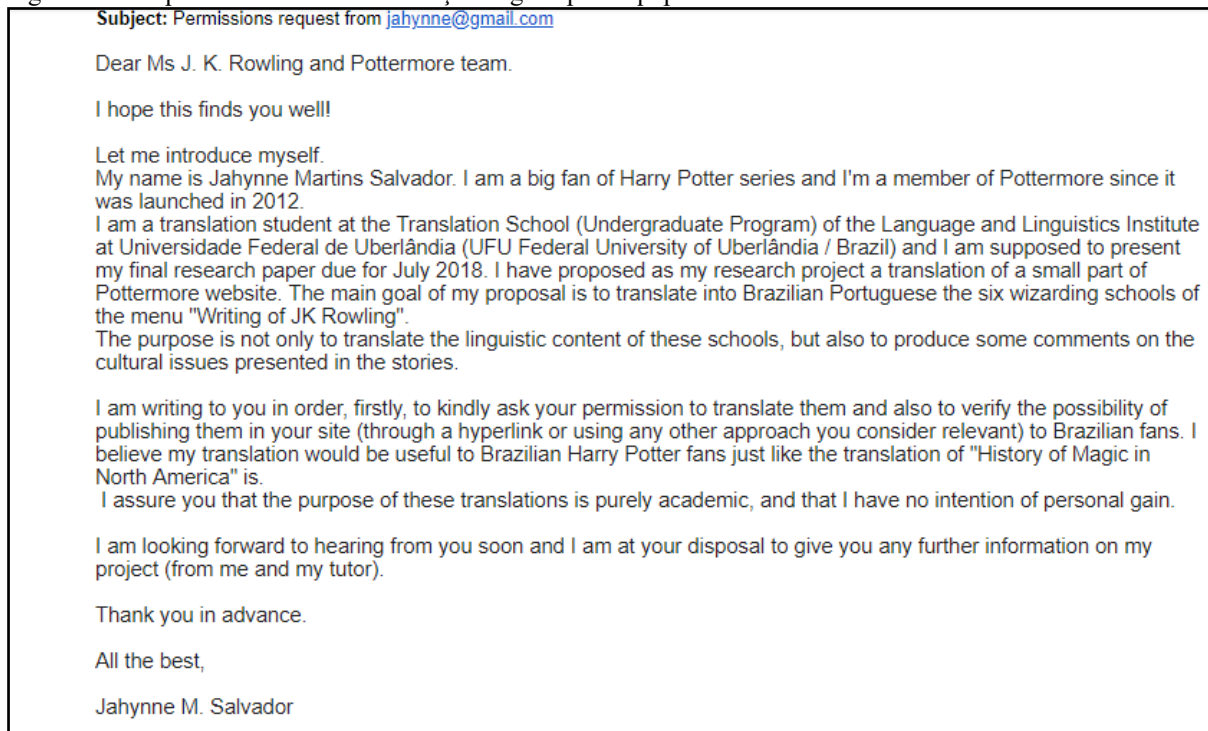 Subject: Permissions request from jahynne@gmail.com
Dear Ms J. K. Rowling and Pottermore team.
I hope this finds you well!
Let me introduce myself.
My name is Jahynne Martins Salvador. I am a big fan of Harry Potter series and I'm a member of Pottermore since it
was launched in 2012.
I am a translation student at the Translation School (Undergraduate Program) of the Language and Linguistics Institute
at Universidade Federal de Uberlândia (UFU Federal University of Uberlândia / Brazil) and I am supposed to present
my final research paper due for July 2018. I have proposed as my research project a translation of a small part of
Pottermore website. The main goal of my proposal is to translate into Brazilian Portuguese the six wizarding schools of
the menu "Writing of JK Rowling".
The purpose is not only to translate the linguistic content of these schools, but also to produce some comments on the
cultural issues presented in the stories.
I am writing to you in order, firstly, to kindly ask your permission to translate them and also to verify the possibility of
publishing them in your site (through a hyperlink or using any other approach you consider relevant) to Brazilian fans. I
believe my translation would be useful to Brazilian Harry Potter fans just like the translation of "History of Magic in
North America" is.
I assure you that the purpose of these translations is purely academic, and that I have no intention of personal gain.
I am looking forward to hearing from you soon and I am at your disposal to give you any further information on my
project (from me and my tutor).
Thank you in advance.
All the best,
Jahynne M. Salvador